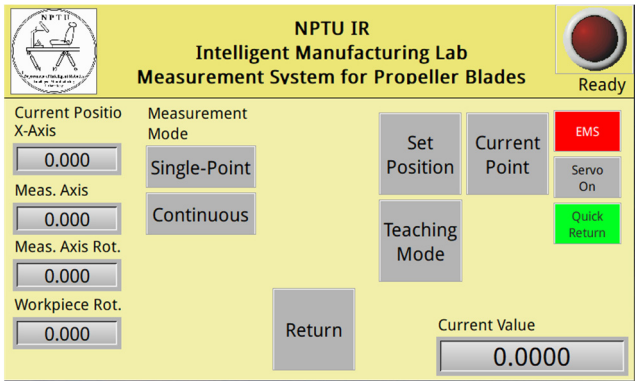 NPTU
NPTU IR
Intelligent Manufacturing Lab
Measurement System for Propeller Blades
Ready
Current Positio
X-Axis
0.000
Meas. Axis
0.000
Meas. Axis Rot.
0.000
Workpiece Rot.
0.000
Measurement
Mode
Single-Point
Continuous
Set
Position
Current
Point
Teaching
Mode
EMS
Servo
On
Quick
Return
Return
Current Value
0.0000